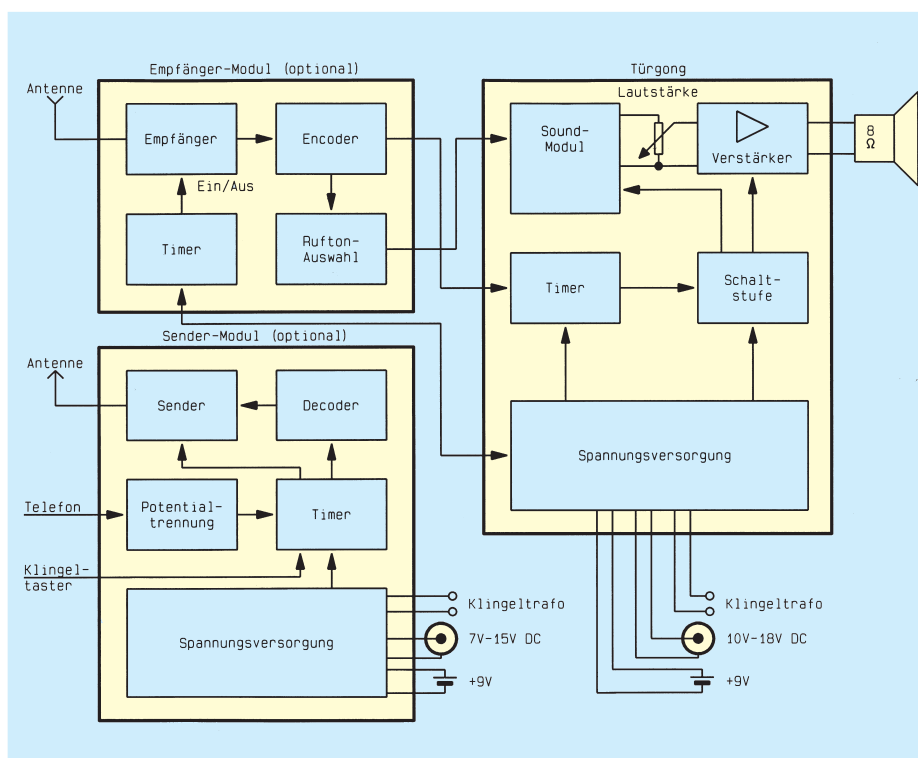 Empfänger-Modul (optional)
Antenne
Empfänger
Encoder
Ein/Aus
Timer
Rufton-
Auswahl
Türgong
Lautstärke
Sound-
Modul
Verstärker
8
Ω
Timer
Schalt-
stufe
Spannungsversorgung
Klingeltrafo
10V-18V DC
+9V
Sender-Modul (optional)
Antenne
Sender
Decoder
Telefon
Potential-
trennung
Timer
Klingel-
taster
Spannungsversorgung
Klingeltrafo
7V-15V DC
+9V